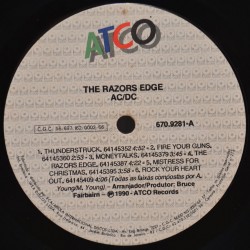 ATCO
THE RAZORS EDGE
AC/DC
670.9281-A
1. THUNDERSTRUCK, 64145352 4:52 - 2. FIRE YOUR GUNS,
64145360 2:53 - 3. MONEYTALKS, 64145379 3:45 - 4. THE
RAZORS EDGE, 64145387 4:22 - 5. MISTRESS FOR
CHRISTMAS, 64145395 3:58 - 6. ROCK YOUR HEART
OUT, 64145409 4:06 (Todas as faixas compostas por A.
Young/M. Young) - Arranjador/Produtor: Bruce
Fairbairn - ℗ 1990 - ATCO Records